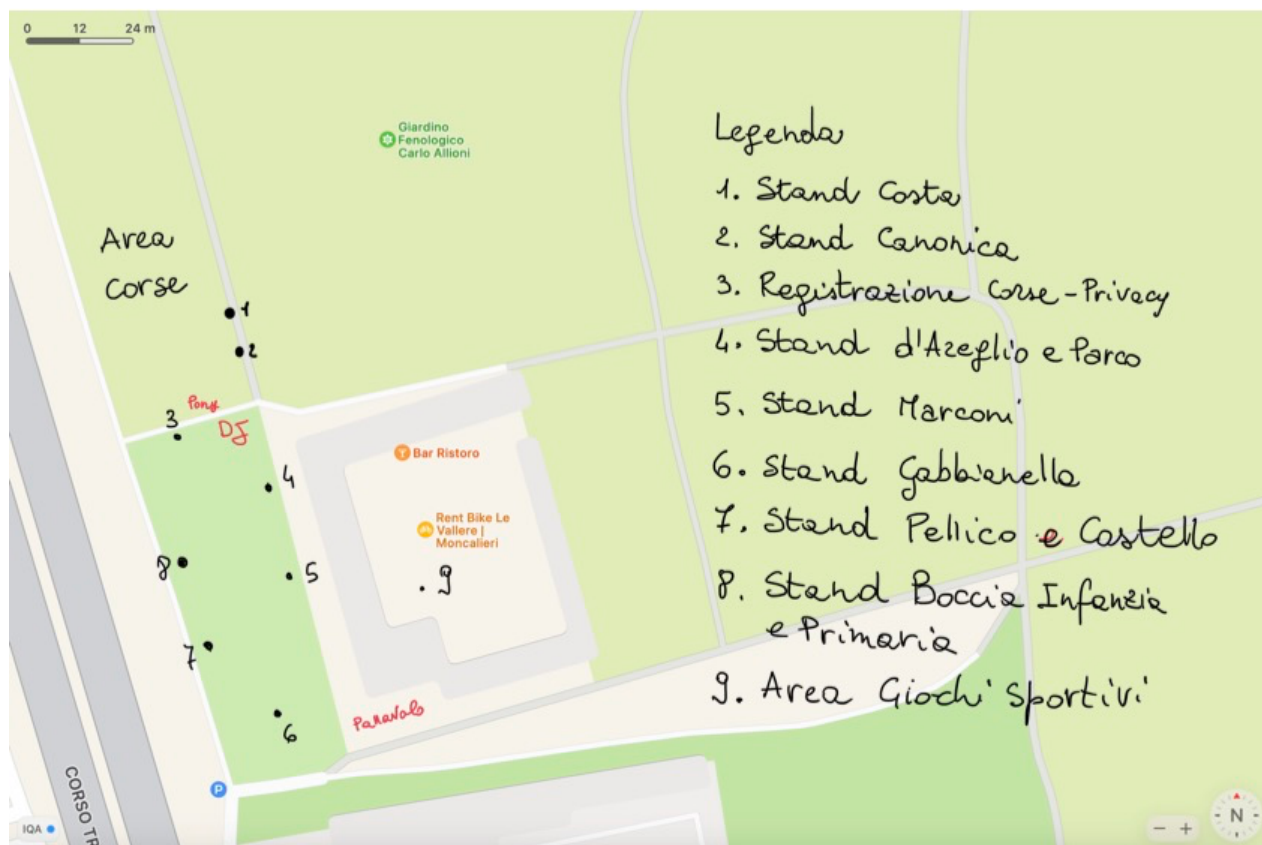 0 12 24 m
Giardino
Fenologico
Carlo Allioni
Area
corse
1
2
3
Pony
DJ
4
Bar Ristoro
Rent Bike Le
Vallere |
Moncalieri
8
5
9
7
6
P
CORSO TR
IQA
Legenda
1. Stand Costa
2. Stand Canonica
3. Registrazione Corse-Privacy
4. Stand d'Azeglio e Parco
5. Stand Marconi
6. Stand Gabbianella
7. Stand Pellico e Castello
8. Stand Boccia Infanzia
e Primaria
9. Area Giochi Sportivi
N